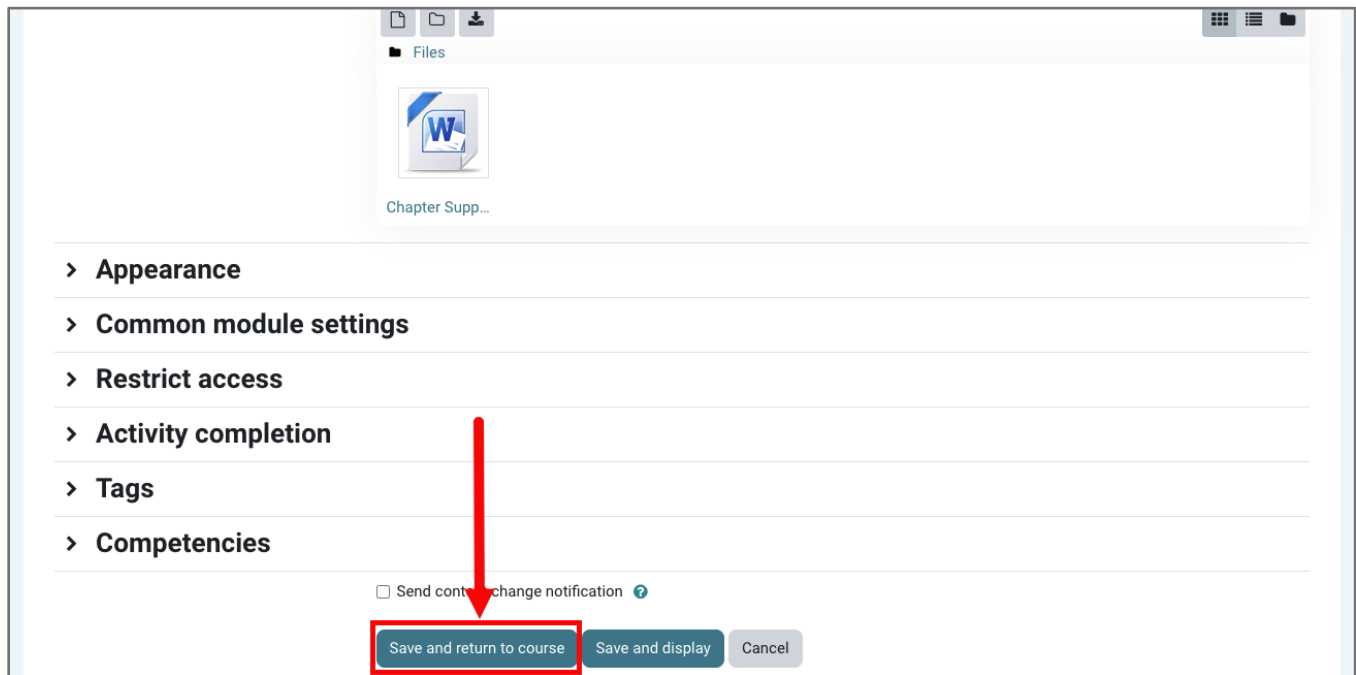 Files
W
Chapter Supp...
Appearance
Common module settings
Restrict access
Activity completion
Tags
Competencies
Send content change notification ?
Save and return to course Save and display Cancel